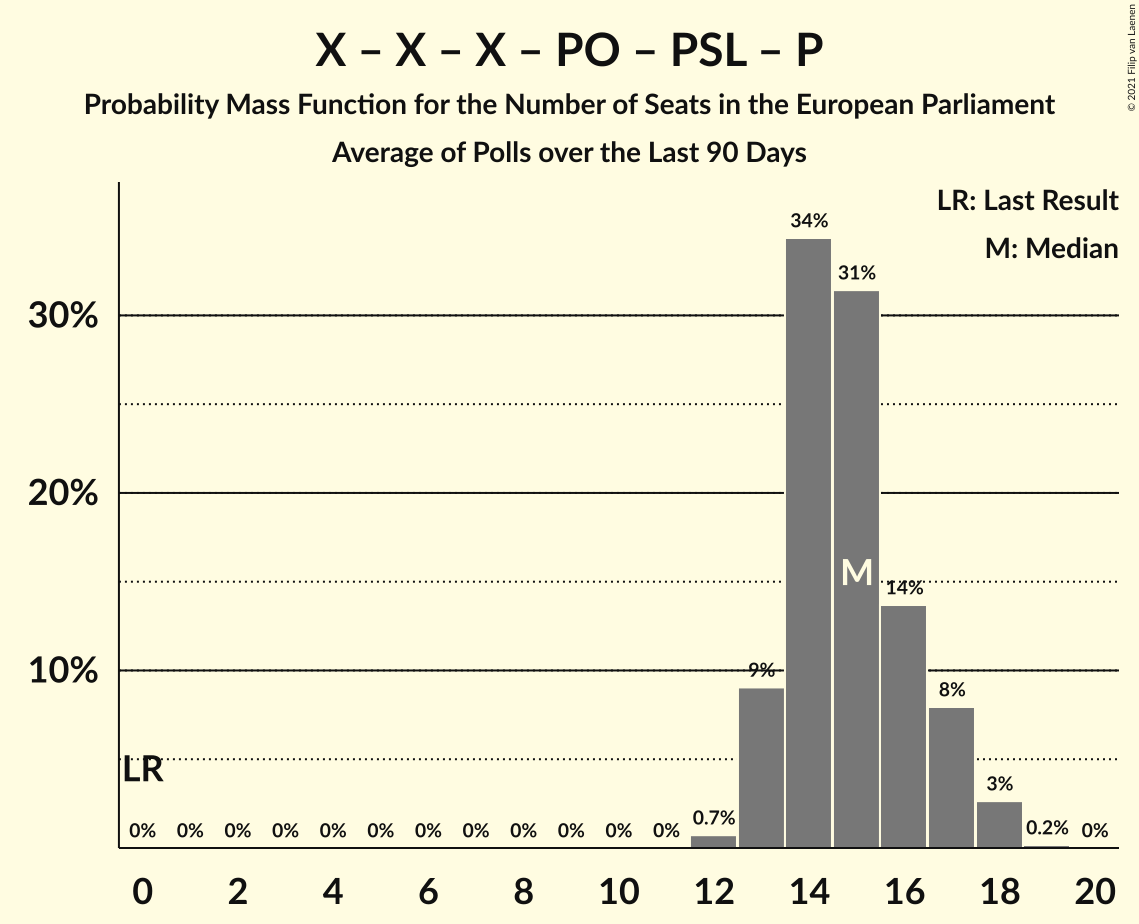 X – X – X – PO – PSL – P
Probability Mass Function for the Number of Seats in the European Parliament
Average of Polls over the Last 90 Days
© 2021 Filip van Laenen
LR: Last Result
M: Median
34%
31%
30%
20%
M
14%
10%
9%
8%
LR
3%
0% 0% 0% 0% 0% 0% 0% 0% 0% 0% 0% 0% 0.7% 0.2% 0%
0 2 4 6 8 10 12 14 16 18 20